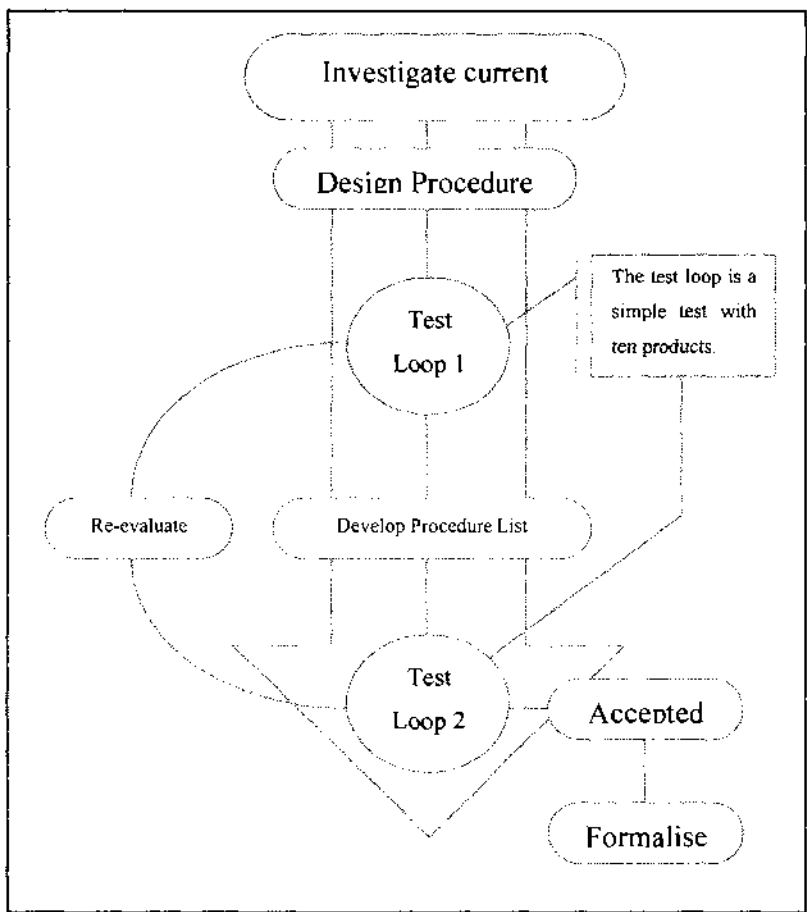 Investigate current
Design Procedure
Test
Loop 1
The test loop is a
simple test with
ten products.
Re-evaluate
Develop Procedure List
Test
Loop 2
Accepted
Formalise